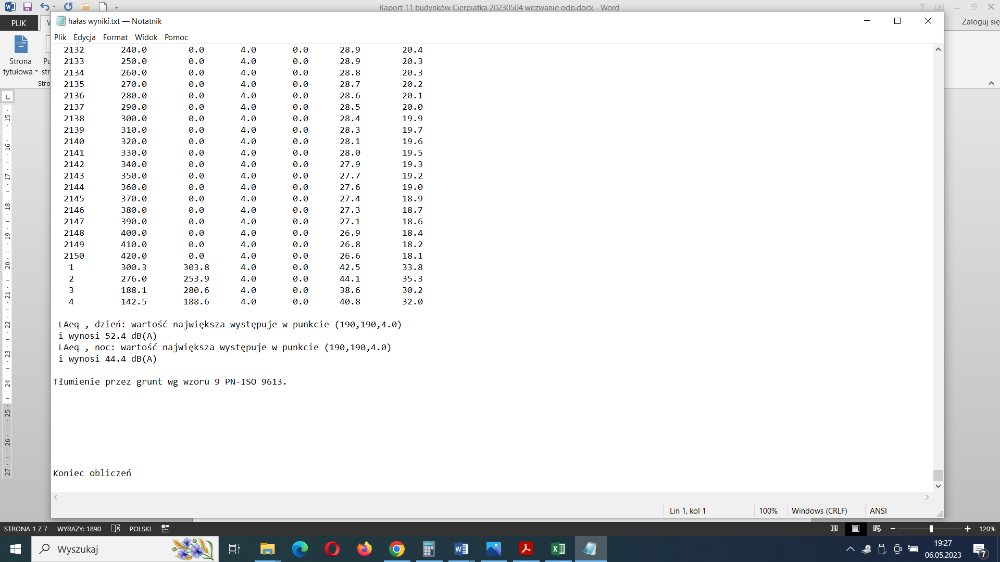 Raport 11 budynków Cierpiatka 20230504 wezwanie odp.docx - Word
PLIK
Zaloguj się
Strona
tytułowa
Pu
str
Stro
hałas wyniki.txt — Notatnik
Plik Edycja Format Widok Pomoc
2132 240.0 0.0 4.0 0.0 28.9 20.4
2133 250.0 0.0 4.0 0.0 28.9 20.3
2134 260.0 0.0 4.0 0.0 28.8 20.3
2135 270.0 0.0 4.0 0.0 28.7 20.2
2136 280.0 0.0 4.0 0.0 28.6 20.1
2137 290.0 0.0 4.0 0.0 28.5 20.0
2138 300.0 0.0 4.0 0.0 28.4 19.9
2139 310.0 0.0 4.0 0.0 28.3 19.7
2140 320.0 0.0 4.0 0.0 28.1 19.6
2141 330.0 0.0 4.0 0.0 28.0 19.5
2142 340.0 0.0 4.0 0.0 27.9 19.3
2143 350.0 0.0 4.0 0.0 27.7 19.2
2144 360.0 0.0 4.0 0.0 27.6 19.0
2145 370.0 0.0 4.0 0.0 27.4 18.9
2146 380.0 0.0 4.0 0.0 27.3 18.7
2147 390.0 0.0 4.0 0.0 27.1 18.6
2148 400.0 0.0 4.0 0.0 26.9 18.4
2149 410.0 0.0 4.0 0.0 26.8 18.2
2150 420.0 0.0 4.0 0.0 26.6 18.1
1 300.3 303.8 4.0 0.0 42.5 33.8
2 276.0 253.9 4.0 0.0 44.1 35.3
3 188.1 280.6 4.0 0.0 38.6 30.2
4 142.5 188.6 4.0 0.0 40.8 32.0
LAeq , dzień: wartość największa występuje w punkcie (190,190,4.0)
i wynosi 52.4 dB(A)
LAeq , noc: wartość największa występuje w punkcie (190,190,4.0)
i wynosi 44.4 dB(A)
Tłumienie przez grunt wg wzoru 9 PN-ISO 9613.
Koniec obliczeń
Lin 1, kol 1 100% Windows (CRLF) ANSI
15
16
17
18
19
20
21
22
23
24
25
26
27
STRONA 1 Z 7 WYRAZY: 1890 POLSKI 120%
Wyszukaj
19:27
06.05.2023
7